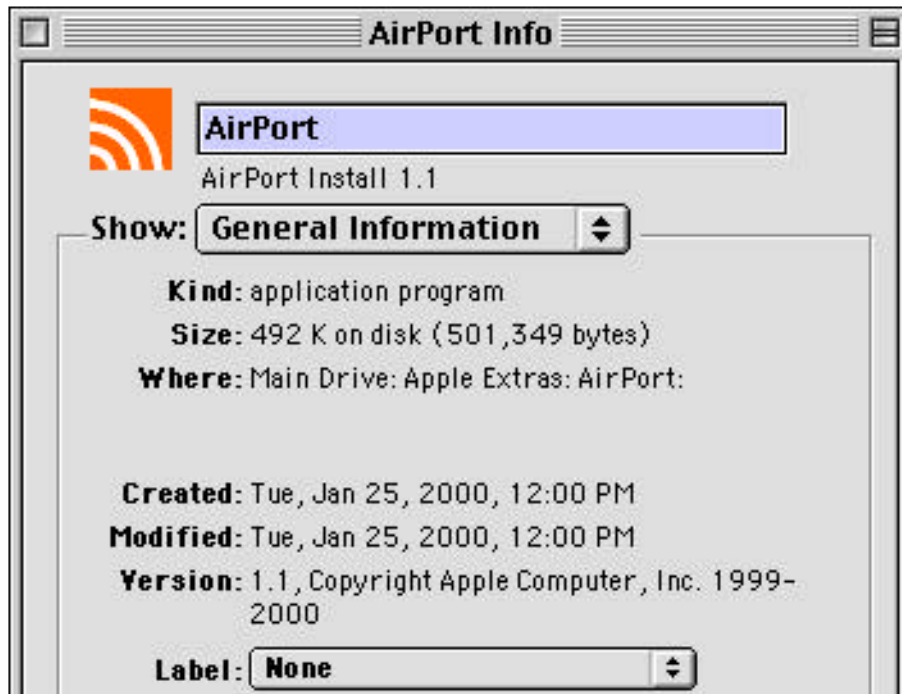 AirPort Info
AirPort
AirPort Install 1.1
Show: General Information
Kind: application program
Size: 492 K on disk (501,349 bytes)
Where: Main Drive: Apple Extras: AirPort:
Created: Tue, Jan 25, 2000, 12:00 PM
Modified: Tue, Jan 25, 2000, 12:00 PM
Version: 1.1, Copyright Apple Computer, Inc. 1999-
2000
Label: None